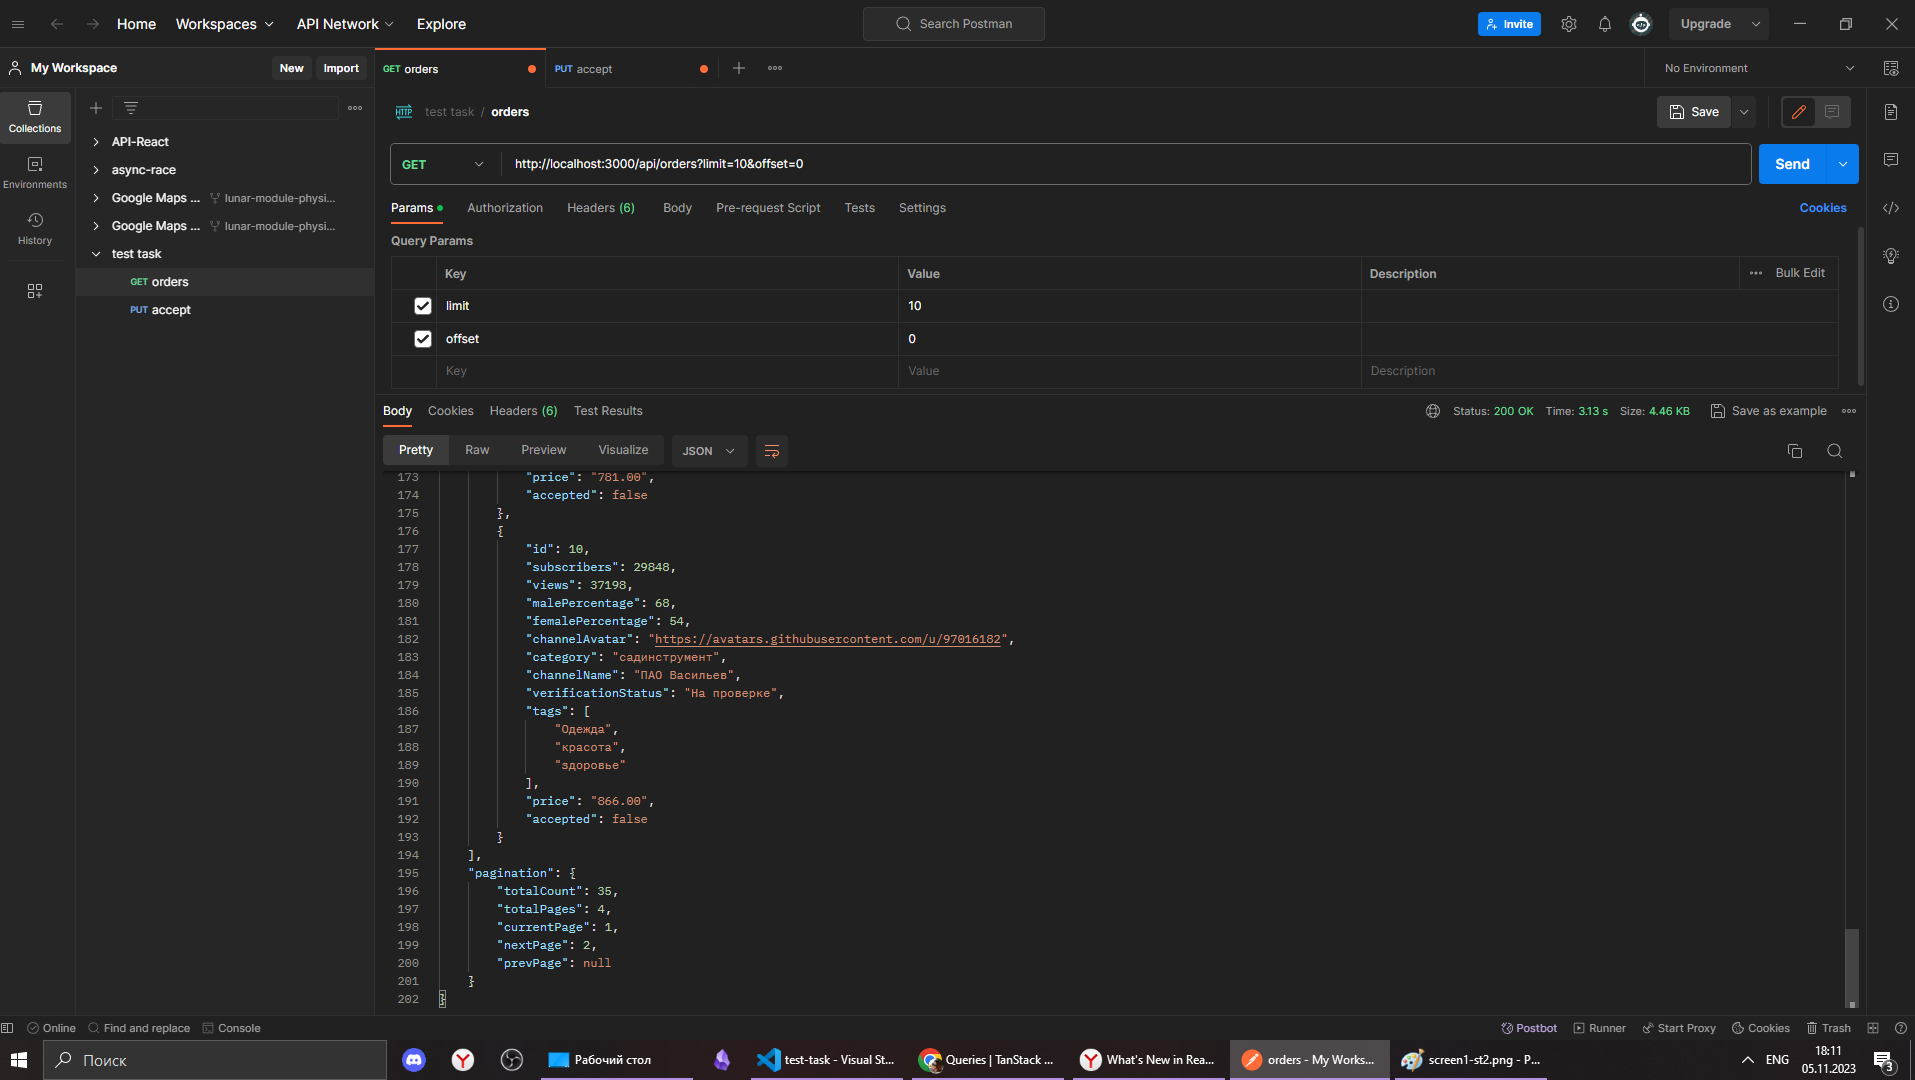 Home Workspaces API Network Explore Search Postman Invite Upgrade
My Workspace New Import GET orders PUT accept No Environment
Collections
Environments
History
API-React
async-race
Google Maps ... lunar-module-physi...
Google Maps ... lunar-module-physi...
test task
GET orders
PUT accept
HTTP test task / orders Save
GET http://localhost:3000/api/orders?limit=10&offset=0 Send
Params Authorization Headers (6) Body Pre-request Script Tests Settings Cookies
Query Params
Key Value Description Bulk Edit
limit 10
offset 0
Key Value Description
Body Cookies Headers (6) Test Results Status: 200 OK Time: 3.13 s Size: 4.46 KB Save as example
Pretty Raw Preview Visualize JSON
173 "price": "781.00",
174 "accepted": false
175 },
176 {
177 "id": 10,
178 "subscribers": 29848,
179 "views": 37198,
180 "malePercentage": 68,
181 "femalePercentage": 54,
182 "channelAvatar": "https://avatars.githubusercontent.com/u/97016182",
183 "category": "садинструмент",
184 "channelName": "ПАО Васильев",
185 "verificationStatus": "На проверке",
186 "tags": [
187 "Одежда",
188 "красота",
189 "здоровье"
190 ],
191 "price": "866.00",
192 "accepted": false
193 }
194 ],
195 "pagination": {
196 "totalCount": 35,
197 "totalPages": 4,
198 "currentPage": 1,
199 "nextPage": 2,
200 "prevPage": null
201 }
202 }
Online Find and replace Console Postbot Runner Start Proxy Cookies Trash
Поиск Рабочий стол test-task - Visual St... Queries | TanStack ... What's New in Rea... orders - My Works... screen1-st2.png - P... ENG 18:11
05.11.2023 3